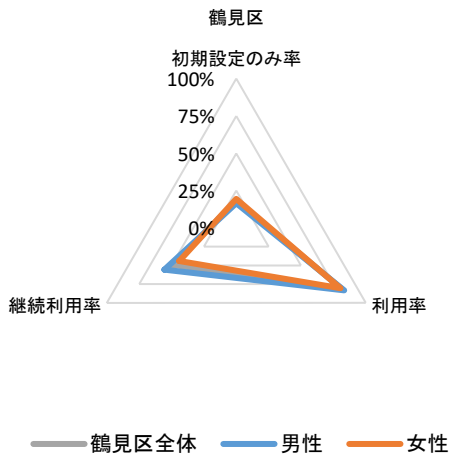 鶴見区
初期設定のみ率
100%
75%
50%
25%
0%
継続利用率
利用率
鶴見区全体
男性
女性